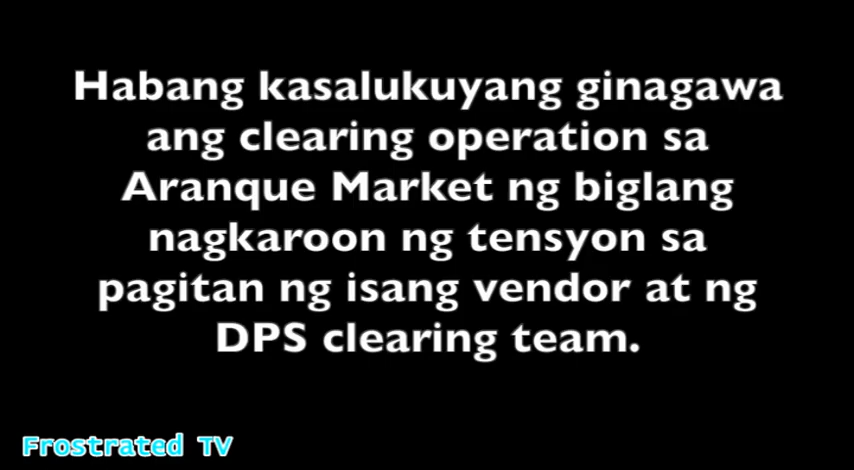 Habang kasalukuyang ginagawa
ang clearing operation sa
Aranque Market ng biglang
nagkaroon ng tensyon sa
pagitan ng isang vendor at ng
DPS clearing team.
Frostrated TV